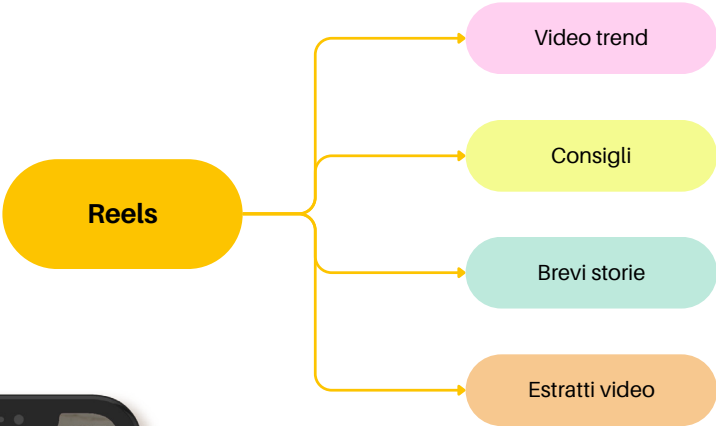 Reels
Video trend
Consigli
Brevi storie
Estratti video